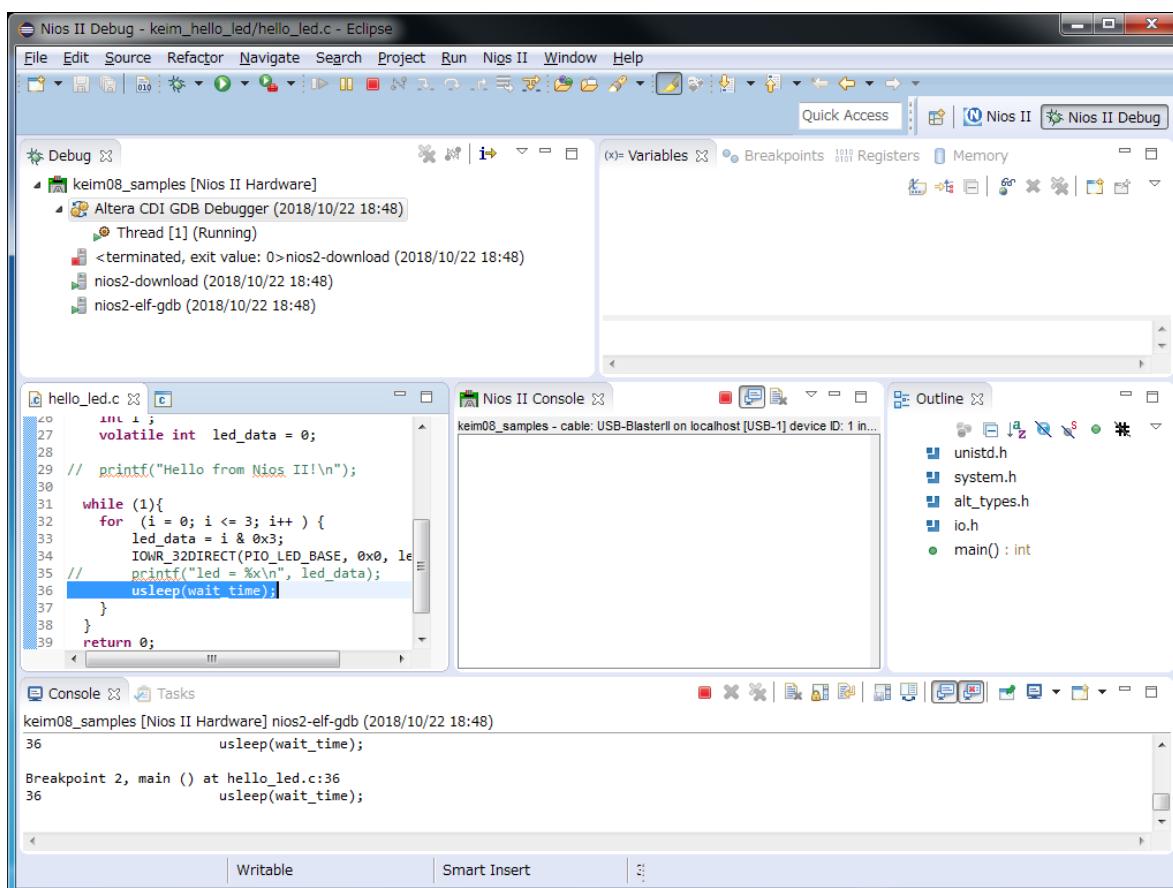 Nios II Debug - keim_hello_led/hello_led.c - Eclipse
File Edit Source Refactor Navigate Search Project Run Nios II Window Help
Quick Access
Nios II
Nios II Debug
Debug
keim08_samples [Nios II Hardware]
Altera CDI GDB Debugger (2018/10/22 18:48)
Thread [1] (Running)
<terminated, exit value: 0>nios2-download (2018/10/22 18:48)
nios2-download (2018/10/22 18:48)
nios2-elf-gdb (2018/10/22 18:48)
(x)= Variables
Breakpoints
Registers
Memory
hello_led.c
26 int i ;
27 volatile int led_data = 0;
28
29 // printf("Hello from Nios II!\n");
30
31 while (1){
32 for (i = 0; i <= 3; i++ ) {
33 led_data = i & 0x3;
34 IOWR_32DIRECT(PIO_LED_BASE, 0x0, le
35 // printf("led = %x\n", led_data);
36 usleep(wait_time);
37 }
38 }
39 return 0;
Nios II Console
keim08_samples - cable: USB-BlasterII on localhost [USB-1] device ID: 1 in...
Outline
unistd.h
system.h
alt_types.h
io.h
main() : int
Console
Tasks
keim08_samples [Nios II Hardware] nios2-elf-gdb (2018/10/22 18:48)
36 usleep(wait_time);
Breakpoint 2, main () at hello_led.c:36
36 usleep(wait_time);
Writable
Smart Insert